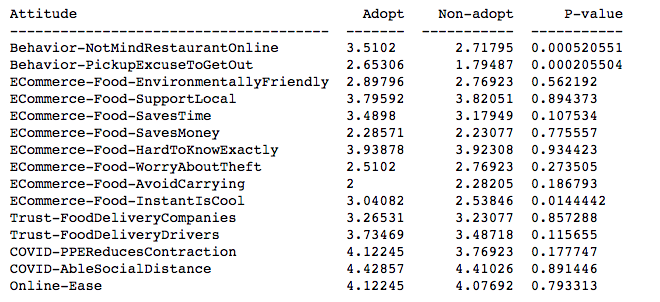 Attitude Adopt Non-adopt P-value
---------------------------------- ------- --------- -----------
Behavior-NotMindRestaurantOnline 3.5102 2.71795 0.000520551
Behavior-PickupExcuseToGetOut 2.65306 1.79487 0.000205504
ECommerce-Food-EnvironmentallyFriendly 2.89796 2.76923 0.562192
ECommerce-Food-SupportLocal 3.79592 3.82051 0.894373
ECommerce-Food-SavesTime 3.4898 3.17949 0.107534
ECommerce-Food-SavesMoney 2.28571 2.23077 0.775557
ECommerce-Food-HardToKnowExactly 3.93878 3.92308 0.934423
ECommerce-Food-WorryAboutTheft 2.5102 2.76923 0.273505
ECommerce-Food-AvoidCarrying 2 2.28205 0.186793
ECommerce-Food-InstantIsCool 3.04082 2.53846 0.0144442
Trust-FoodDeliveryCompanies 3.26531 3.23077 0.857288
Trust-FoodDeliveryDrivers 3.73469 3.48718 0.115655
COVID-PPEReducesContraction 4.12245 3.76923 0.177747
COVID-AbleSocialDistance 4.42857 4.41026 0.891446
Online-Ease 4.12245 4.07692 0.793313